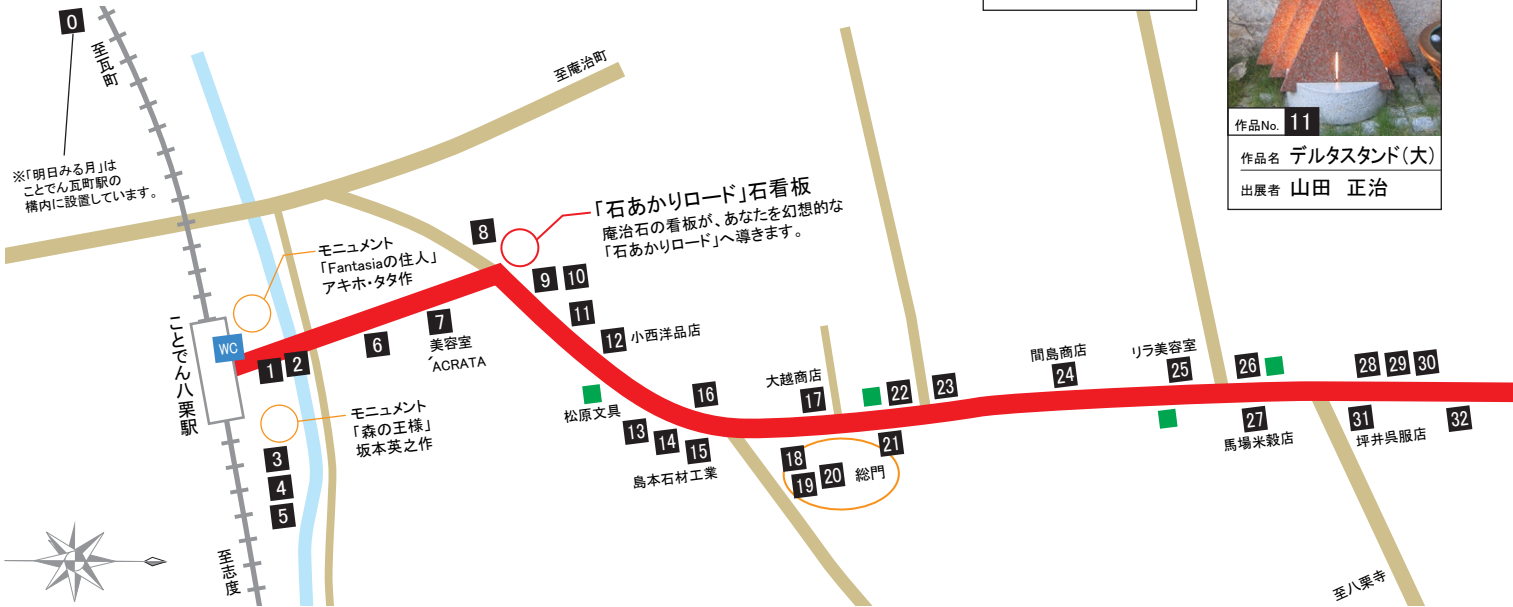 0
至瓦町
※「明日みる月」は
ことでん瓦町駅の
構内に設置しています。
至庵治町
作品No. 11
作品名 デルタスタンド(大)
出展者 山田 正治
「石あかりロード」石看板
庵治石の看板が、あなたを幻想的な
「石あかりロード」へ導きます。
8
モニュメント
「Fantasiaの住人」
アキホ・タタ作
9 10
11
12 小西洋品店
ことでん八栗駅
WC
1 2
6
7
美容室
´ACRATA
モニュメント
「森の王様」
坂本英之作
3
4
5
至志度
松原文具
13
14
15
島本石材工業
16
大越商店
17
18
19 20 総門
21
22
23
間島商店
24
リラ美容室
25
26
27
馬場米穀店
28 29 30
31
坪井呉服店
32
至八栗寺